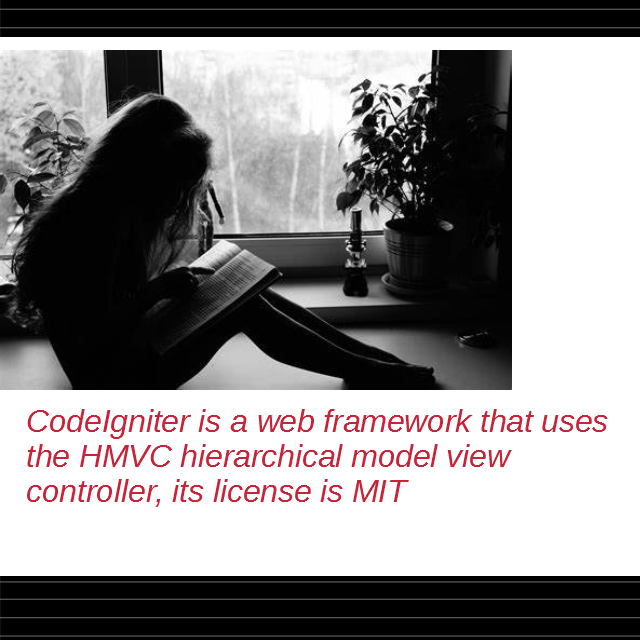 CodeIgniter is a web framework that uses
the HMVC hierarchical model view
controller, its license is MIT